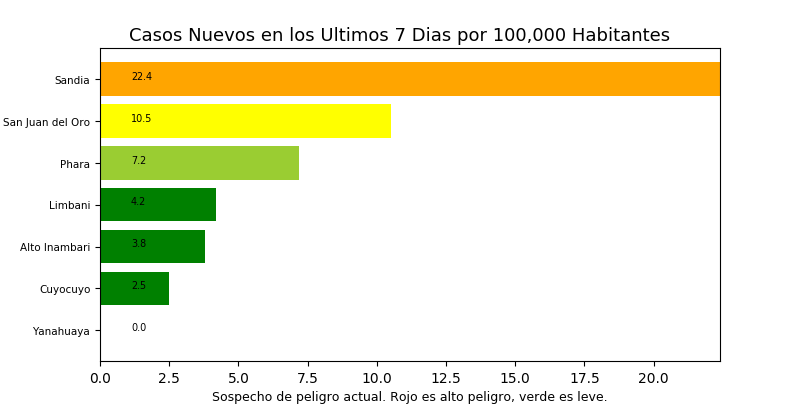 Casos Nuevos en los Ultimos 7 Dias por 100,000 Habitantes
Sandia 22.4
San Juan del Oro 10.5
Phara 7.2
Limbani 4.2
Alto Inambari 3.8
Cuyocuyo 2.5
Yanahuaya 0.0
0.0 2.5 5.0 7.5 10.0 12.5 15.0 17.5 20.0
Sospecho de peligro actual. Rojo es alto peligro, verde es leve.